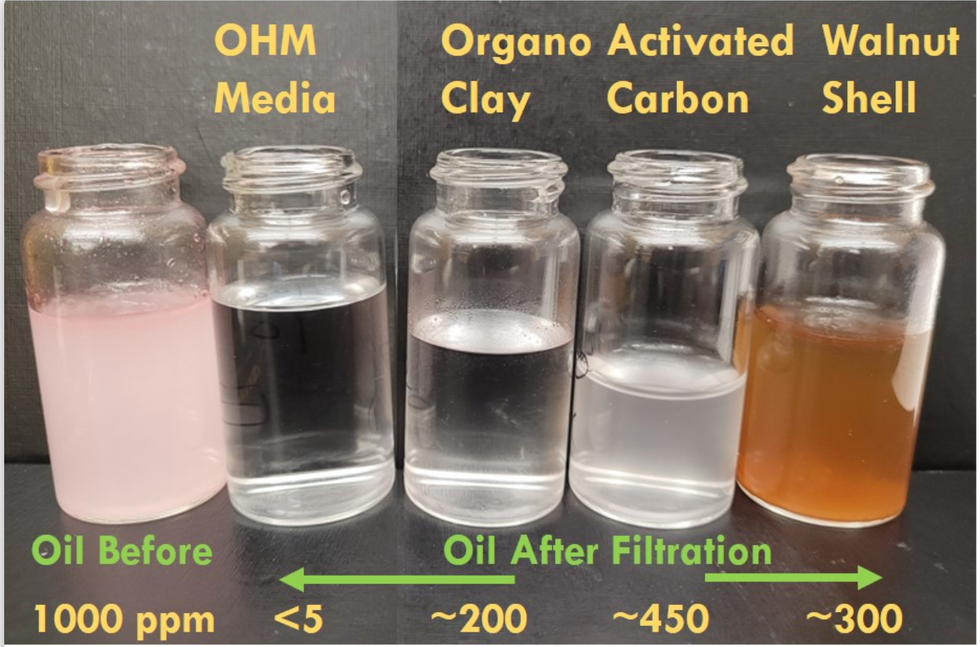 OHM Media
Organo Clay
Activated Carbon
Walnut Shell
Oil Before
Oil After Filtration
1000 ppm
<5
~200
~450
~300